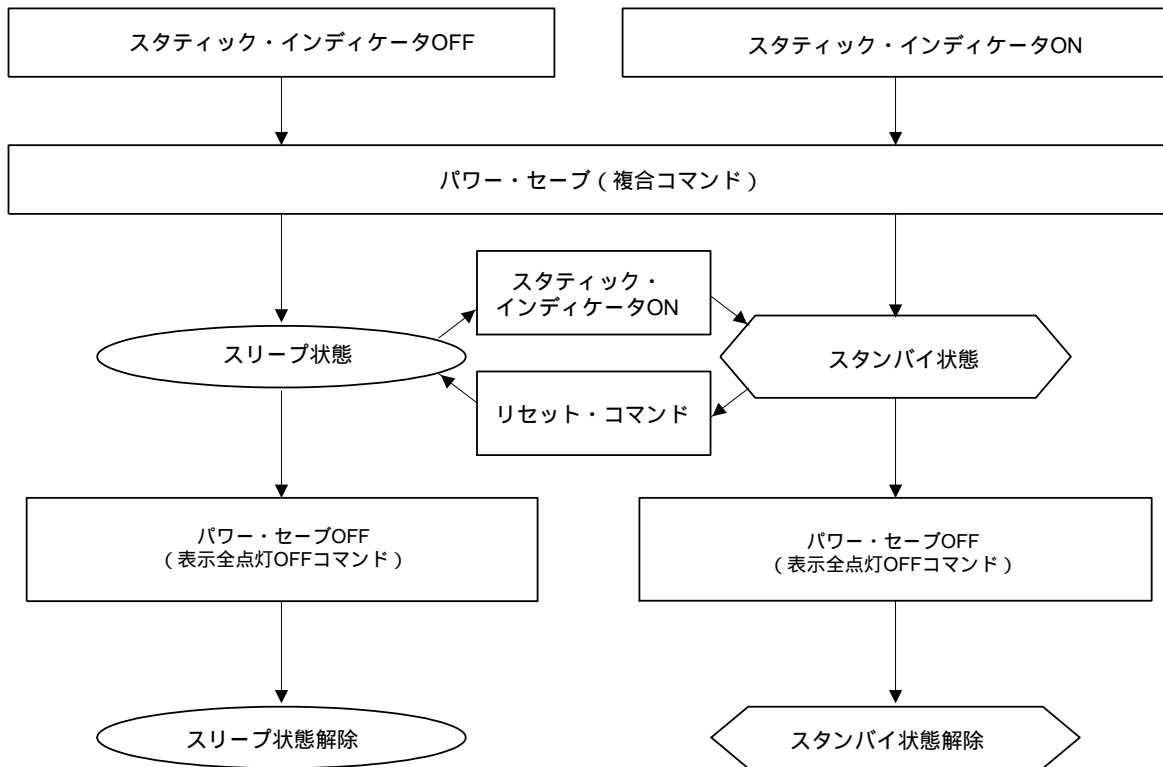 スタティック・インディケータOFF
スタティック・インディケータON
パワー・セーブ（複合コマンド）
スタティック・
インディケータON
スリープ状態
スタンバイ状態
リセット・コマンド
パワー・セーブOFF
（表示全点灯OFFコマンド）
パワー・セーブOFF
（表示全点灯OFFコマンド）
スリープ状態解除
スタンバイ状態解除